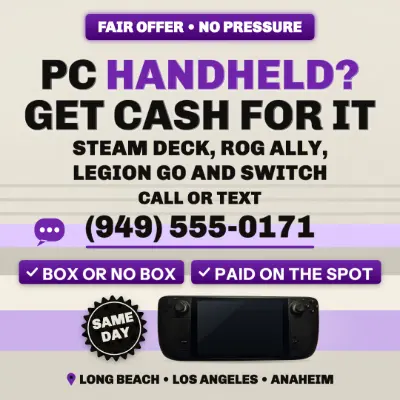 FAIR OFFER • NO PRESSURE
PC HANDHELD?
GET CASH FOR IT
STEAM DECK, ROG ALLY,
LEGION GO AND SWITCH
CALL OR TEXT
(949) 555-0171
✓ BOX OR NO BOX ✓ PAID ON THE SPOT
SAME
DAY
LONG BEACH • LOS ANGELES • ANAHEIM